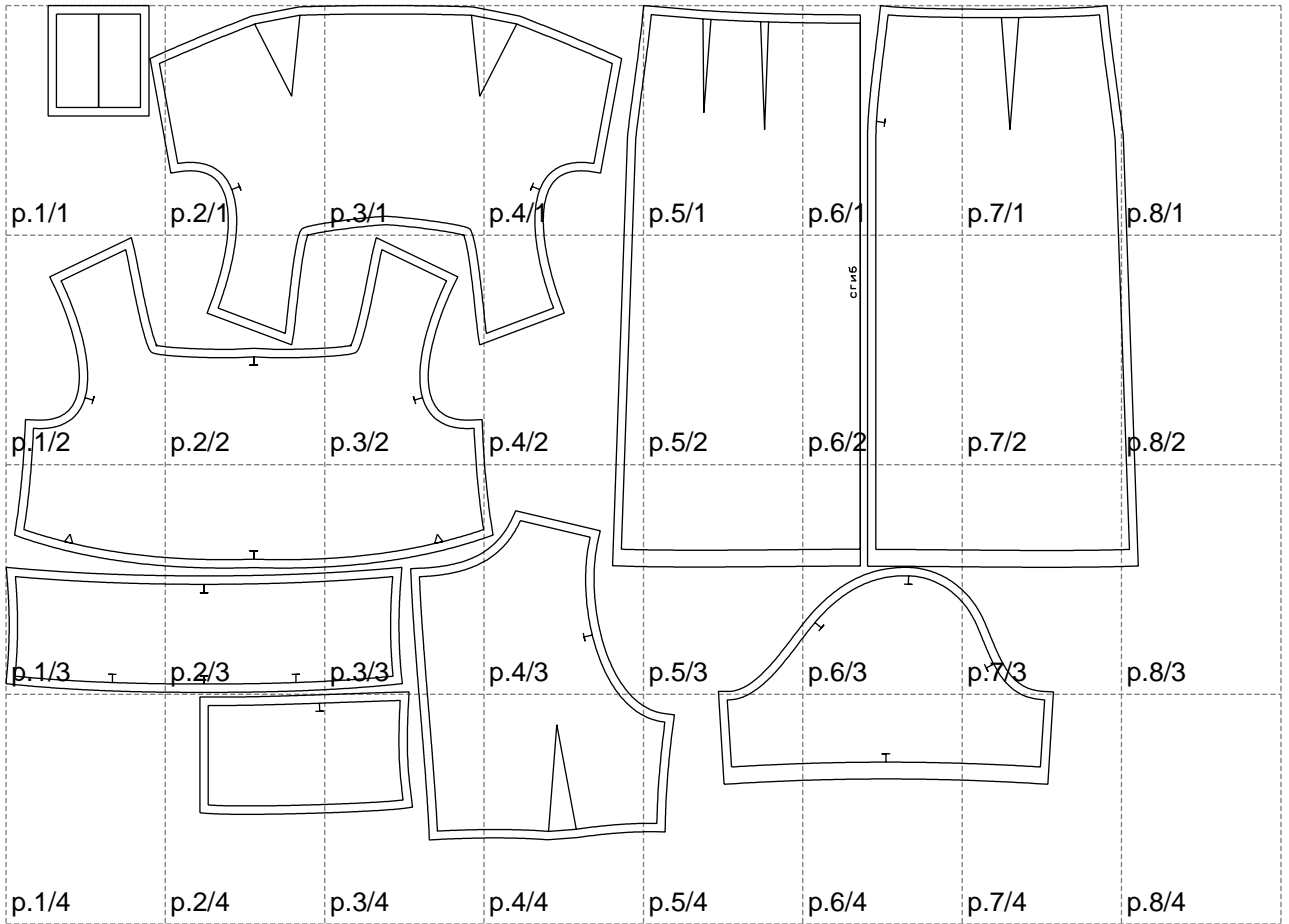 p.1/1 p.2/1 p.3/1 p.4/1 p.5/1 p.6/1 p.7/1 p.8/1
сгиб
p.1/2 p.2/2 p.3/2 p.4/2 p.5/2 p.6/2 p.7/2 p.8/2
p.1/3 p.2/3 p.3/3 p.4/3 p.5/3 p.6/3 p.7/3 p.8/3
p.1/4 p.2/4 p.3/4 p.4/4 p.5/4 p.6/4 p.7/4 p.8/4